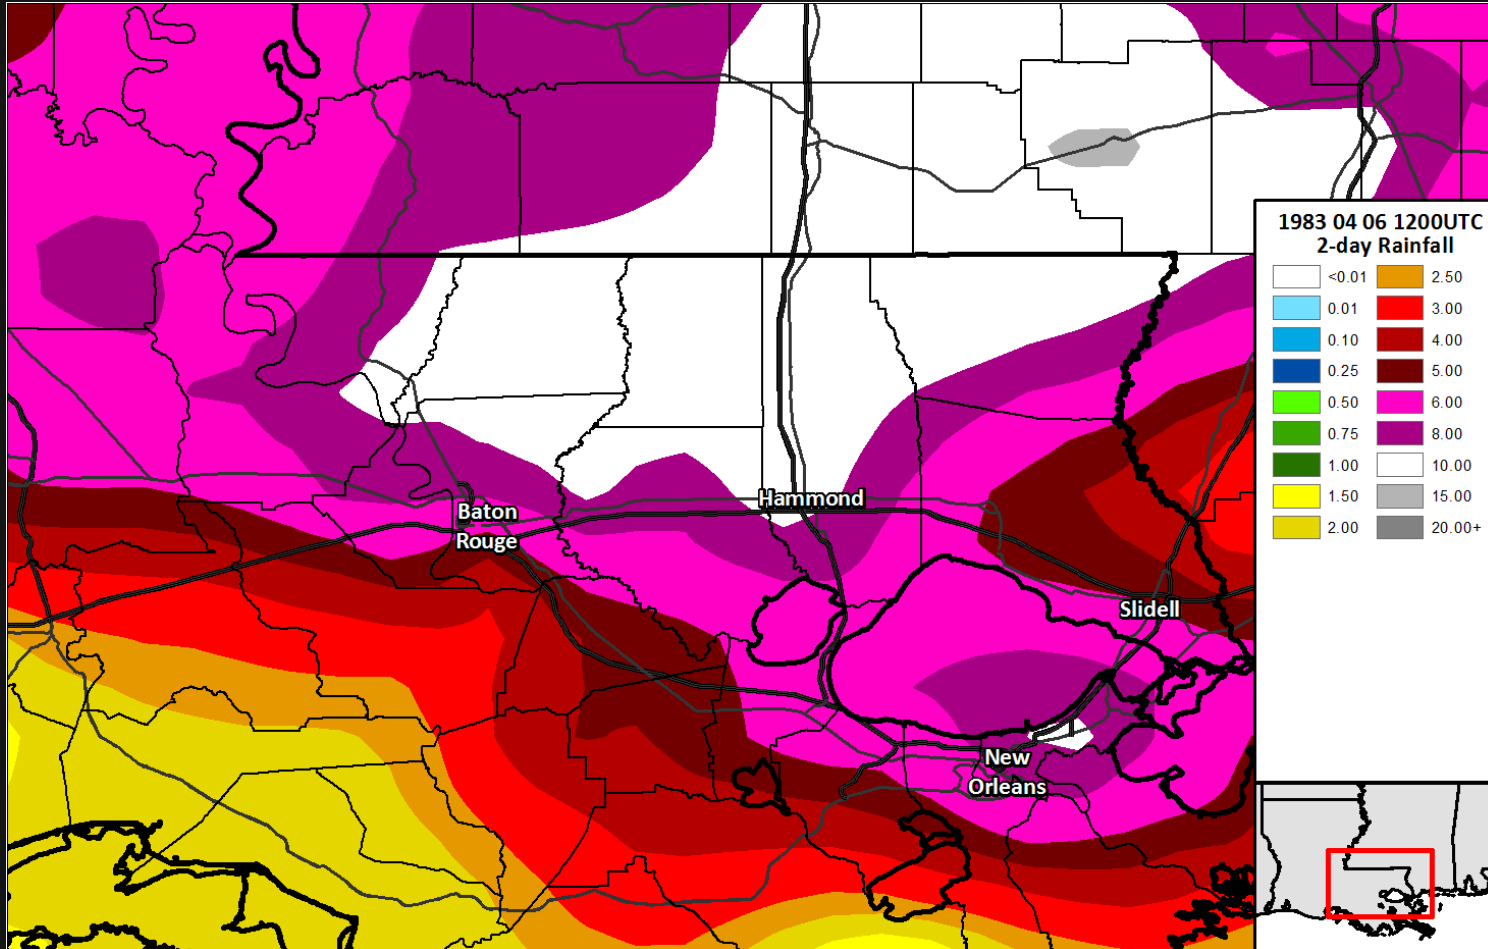 1983 04 06 1200UTC
2-day Rainfall
<0.01 2.50
0.01 3.00
0.10 4.00
0.25 5.00
0.50 6.00
0.75 8.00
1.00 10.00
1.50 15.00
2.00 20.00+
Hammond
Baton
Rouge
Slidell
New
Orleans